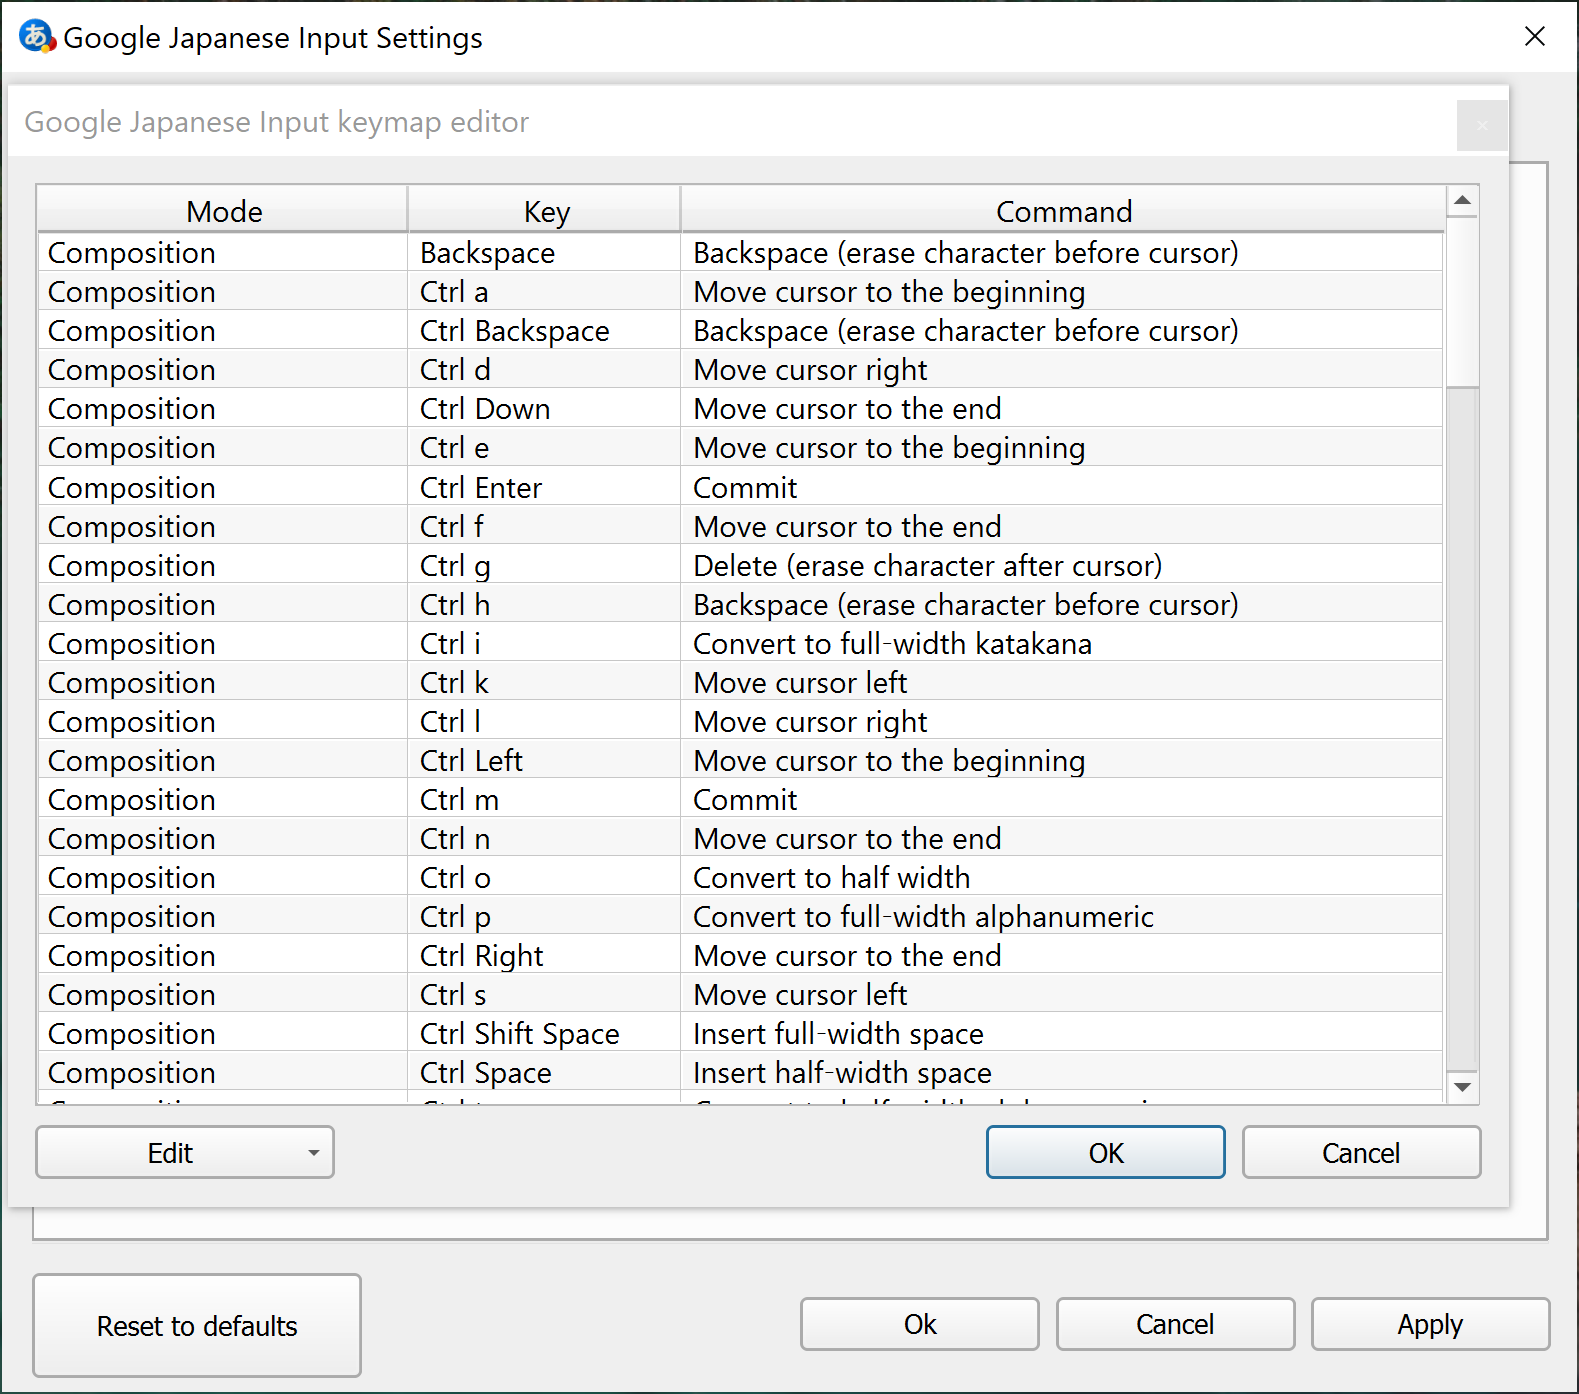 Google Japanese Input Settings
Google Japanese Input keymap editor
Mode Key Command
Composition Backspace Backspace (erase character before cursor)
Composition Ctrl a Move cursor to the beginning
Composition Ctrl Backspace Backspace (erase character before cursor)
Composition Ctrl d Move cursor right
Composition Ctrl Down Move cursor to the end
Composition Ctrl e Move cursor to the beginning
Composition Ctrl Enter Commit
Composition Ctrl f Move cursor to the end
Composition Ctrl g Delete (erase character after cursor)
Composition Ctrl h Backspace (erase character before cursor)
Composition Ctrl i Convert to full-width katakana
Composition Ctrl k Move cursor left
Composition Ctrl l Move cursor right
Composition Ctrl Left Move cursor to the beginning
Composition Ctrl m Commit
Composition Ctrl n Move cursor to the end
Composition Ctrl o Convert to half width
Composition Ctrl p Convert to full-width alphanumeric
Composition Ctrl Right Move cursor to the end
Composition Ctrl s Move cursor left
Composition Ctrl Shift Space Insert full-width space
Composition Ctrl Space Insert half-width space
Edit OK Cancel
Reset to defaults Ok Cancel Apply